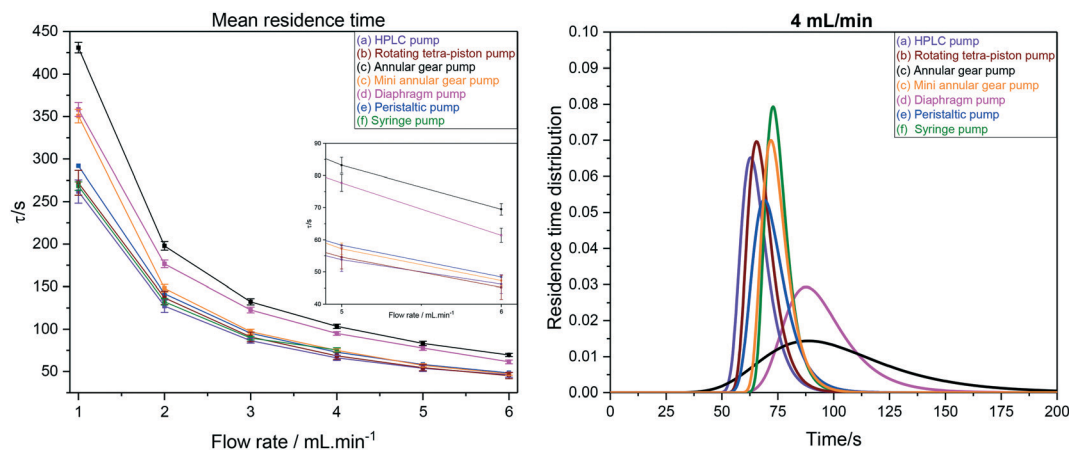 Mean residence time
450
400
350
300
250
200
150
100
50
τ/s
1
2
3
4
5
6
Flow rate / mL.min⁻¹
(a) HPLC pump
(b) Rotating tetra-piston pump
(c) Annular gear pump
(c) Mini annular gear pump
(d) Diaphragm pump
(e) Peristaltic pump
(f) Syringe pump
90
80
70
60
50
40
τ/s
5
6
Flow rate / mL.min⁻¹
4 mL/min
0.10
0.09
0.08
0.07
0.06
0.05
0.04
0.03
0.02
0.01
0.00
Residence time distribution
0
25
50
75
100
125
150
175
200
Time/s
(a) HPLC pump
(b) Rotating tetra-piston pump
(c) Annular gear pump
(c) Mini annular gear pump
(d) Diaphragm pump
(e) Peristaltic pump
(f) Syringe pump